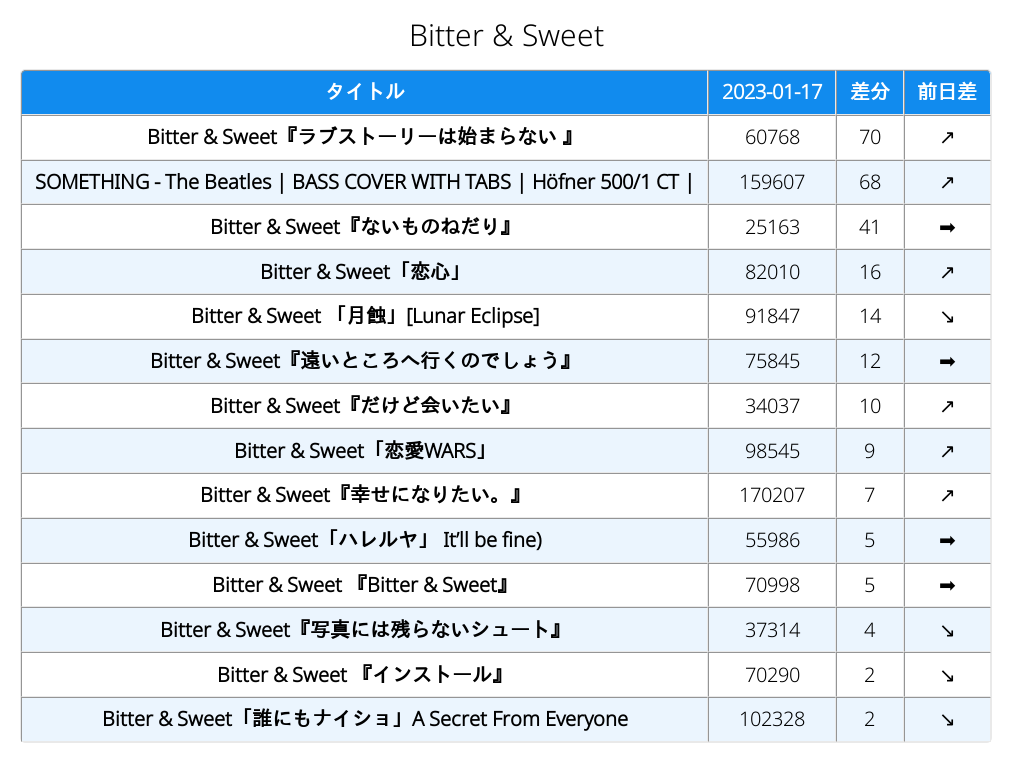 Bitter & Sweet
タイトル 2023-01-17 差分 前日差
Bitter & Sweet『ラブストーリーは始まらない 』 60768 70 ↗
SOMETHING - The Beatles | BASS COVER WITH TABS | Höfner 500/1 CT | 159607 68 ↗
Bitter & Sweet『ないものねだり』 25163 41 ➡
Bitter & Sweet「恋心」 82010 16 ↗
Bitter & Sweet 「月蝕」[Lunar Eclipse] 91847 14 ↘
Bitter & Sweet『遠いところへ行くのでしょう』 75845 12 ➡
Bitter & Sweet『だけど会いたい』 34037 10 ↗
Bitter & Sweet「恋愛WARS」 98545 9 ↗
Bitter & Sweet『幸せになりたい。』 170207 7 ↗
Bitter & Sweet「ハレルヤ」 It’ll be fine) 55986 5 ➡
Bitter & Sweet 『Bitter & Sweet』 70998 5 ➡
Bitter & Sweet『写真には残らないシュート』 37314 4 ↘
Bitter & Sweet 『インストール』 70290 2 ↘
Bitter & Sweet「誰にもナイショ」A Secret From Everyone 102328 2 ↘